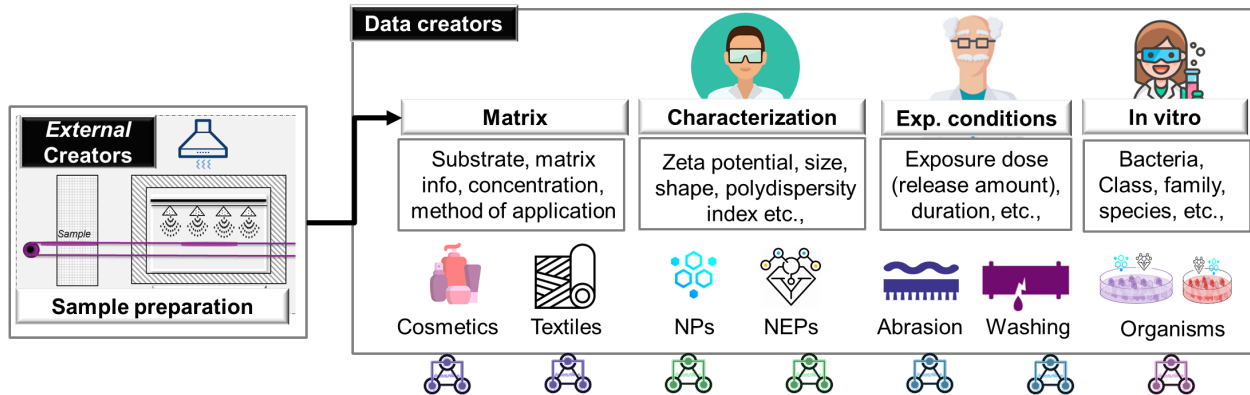 Data creators
External
Creators
Sample
Sample preparation
Matrix
Substrate, matrix
info, concentration,
method of application
Cosmetics
Textiles
Characterization
Zeta potential, size,
shape, polydispersity
index etc.,
NPs
NEPs
Exp. conditions
Exposure dose
(release amount),
duration, etc.,
Abrasion
Washing
In vitro
Bacteria,
Class, family,
species, etc.,
Organisms